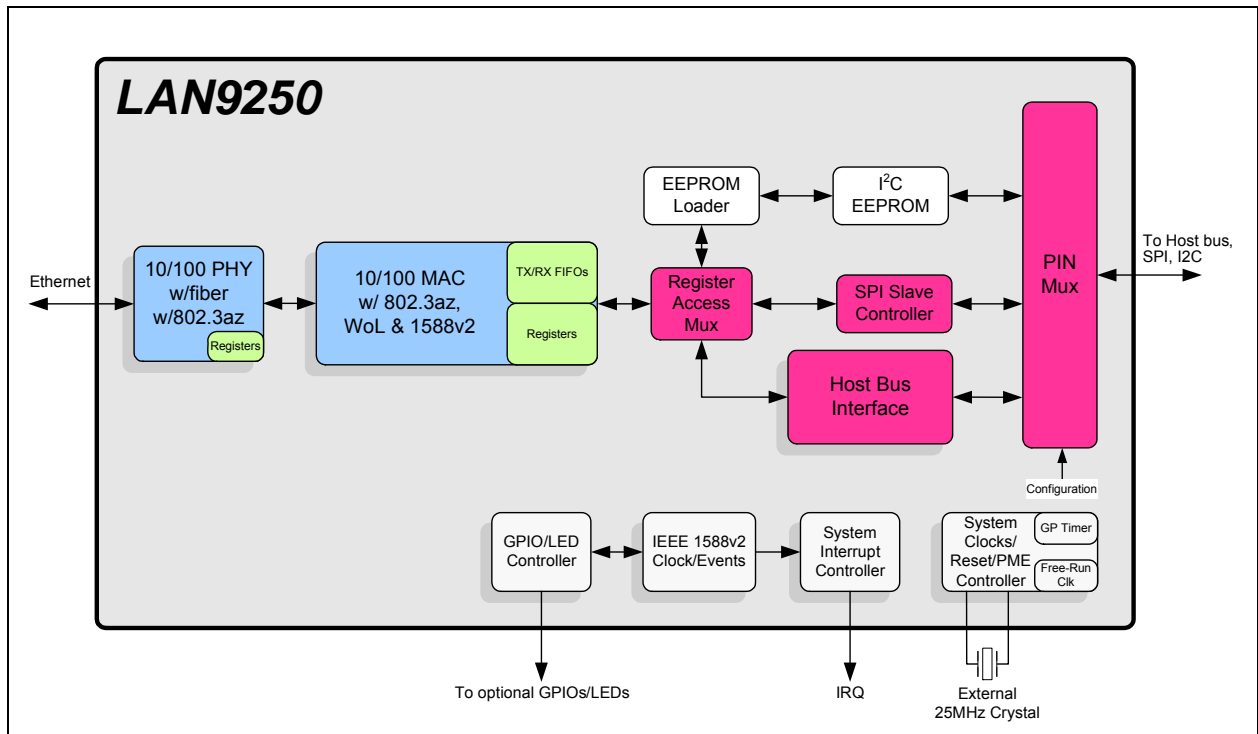 LAN9250
Ethernet
10/100 PHY
w/fiber
w/802.3az
Registers
10/100 MAC
w/ 802.3az,
WoL & 1588v2
TX/RX FIFOs
Registers
EEPROM
Loader
I²C
EEPROM
Register
Access
Mux
SPI Slave
Controller
Host Bus
Interface
PIN
Mux
To Host bus,
SPI, I2C
Configuration
GPIO/LED
Controller
IEEE 1588v2
Clock/Events
System
Interrupt
Controller
System
Clocks/
Reset/PME
Controller
GP Timer
Free-Run
Clk
To optional GPIOs/LEDs
IRQ
External
25MHz Crystal